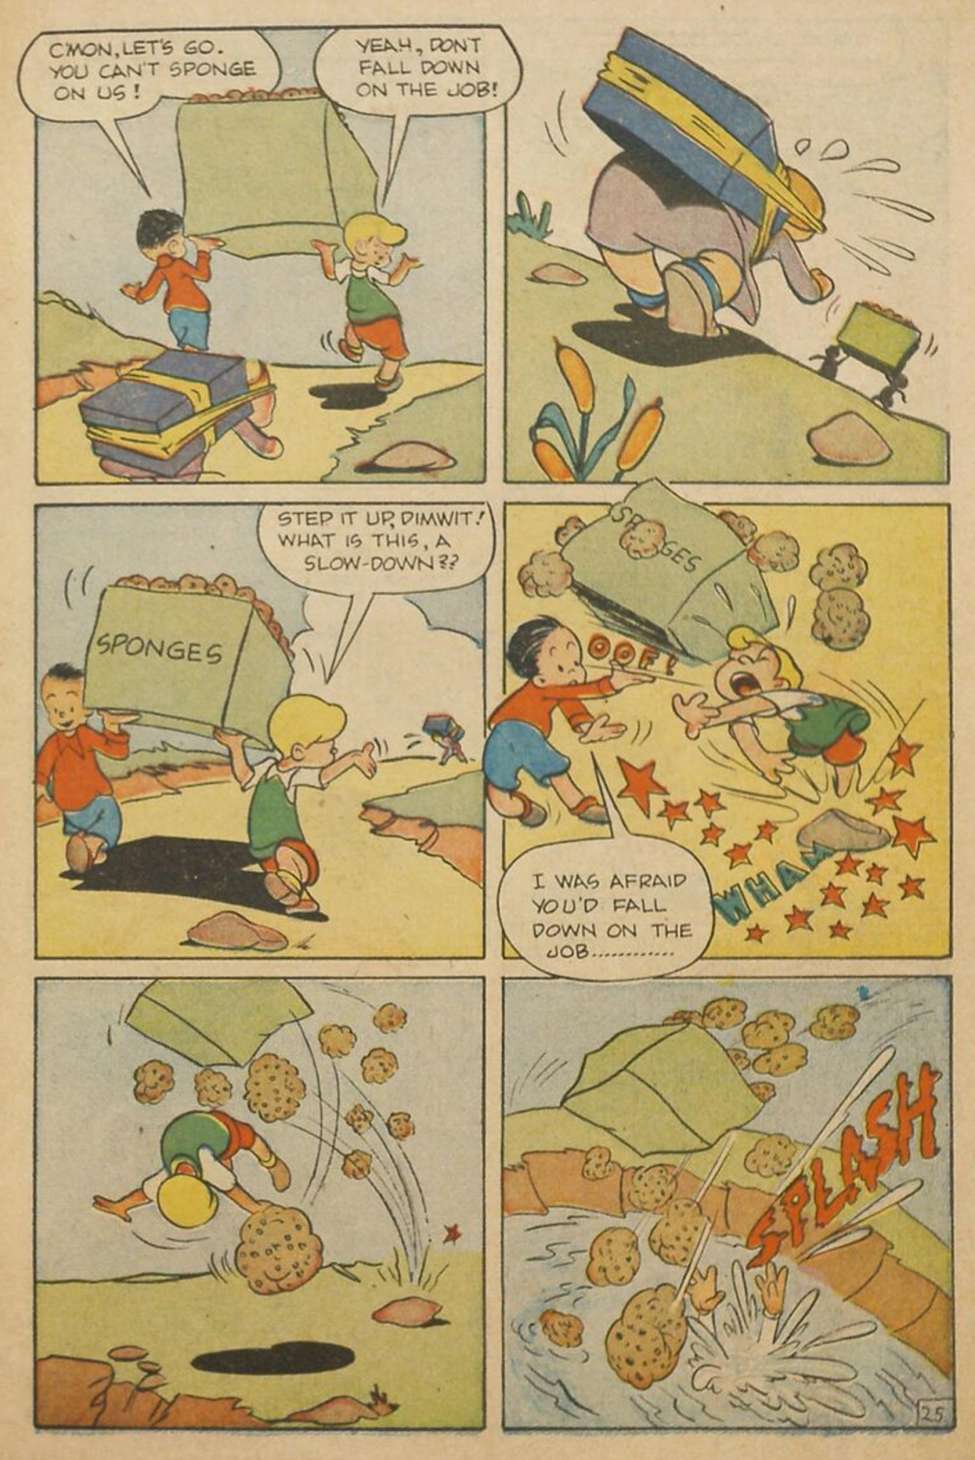 C'MON, LET'S GO.
YOU CAN'T SPONGE
ON US!
YEAH, DON'T
FALL DOWN
ON THE JOB!
STEP IT UP, DIMWIT!
WHAT IS THIS, A
SLOW-DOWN??
SPONGES
SPONGES
OOF!
WHAM
I WAS AFRAID
YOU'D FALL
DOWN ON THE
JOB.............
SPLASH
25